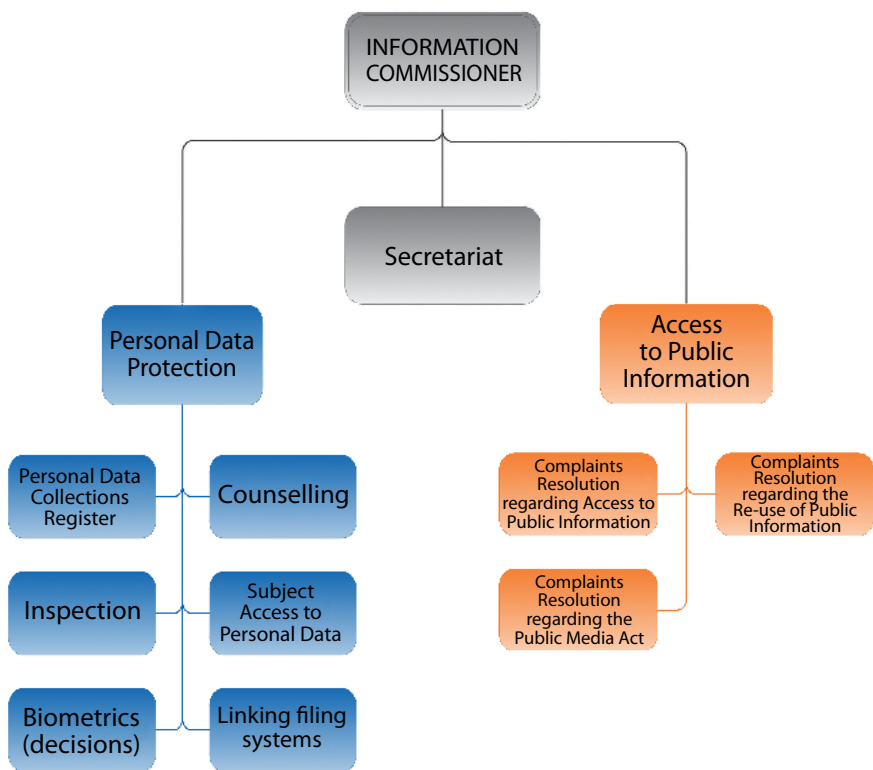 INFORMATION
COMMISSIONER
Secretariat
Personal Data
Protection
Access
to Public
Information
Personal Data
Collections
Register
Counselling
Complaints
Resolution
regarding Access to
Public Information
Complaints
Resolution
regarding the
Re-use of Public
Information
Inspection
Subject
Access to
Personal Data
Complaints
Resolution
regarding the
Public Media Act
Biometrics
(decisions)
Linking filing
systems